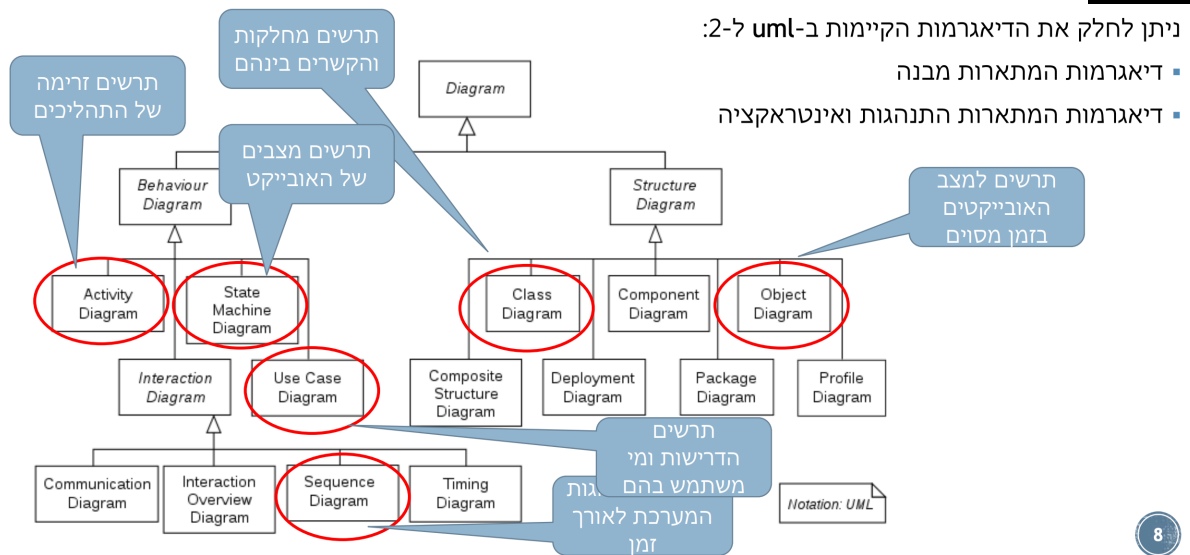 ניתן לחלק את הדיאגרמות הקיימות ב-uml ל-2:
דיאגרמות המתארות מבנה
דיאגרמות המתארות התנהגות ואינטראקציה
תרשים מחלקות
והקשרים בינהם
תרשים זרימה
של התהליכים
תרשים מצבים
של האובייקט
תרשים למצב
האובייקטים
בזמן מסוים
Diagram
Behaviour
Diagram
Structure
Diagram
Activity
Diagram
State
Machine
Diagram
Class
Diagram
Component
Diagram
Object
Diagram
Interaction
Diagram
Use Case
Diagram
Composite
Structure
Diagram
Deployment
Diagram
Package
Diagram
Profile
Diagram
תרשים
הדרישות ומי
משתמש בהם
Communication
Diagram
Interaction
Overview
Diagram
Sequence
Diagram
Timing
Diagram
המערכת לאורך
זמן
Notation: UML
8